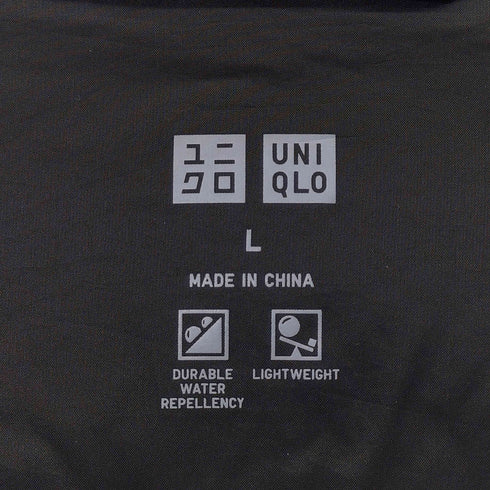 ユニ UNI
クロ QLO
L
MADE IN CHINA
DURABLE LIGHTWEIGHT
WATER
REPELLENCY